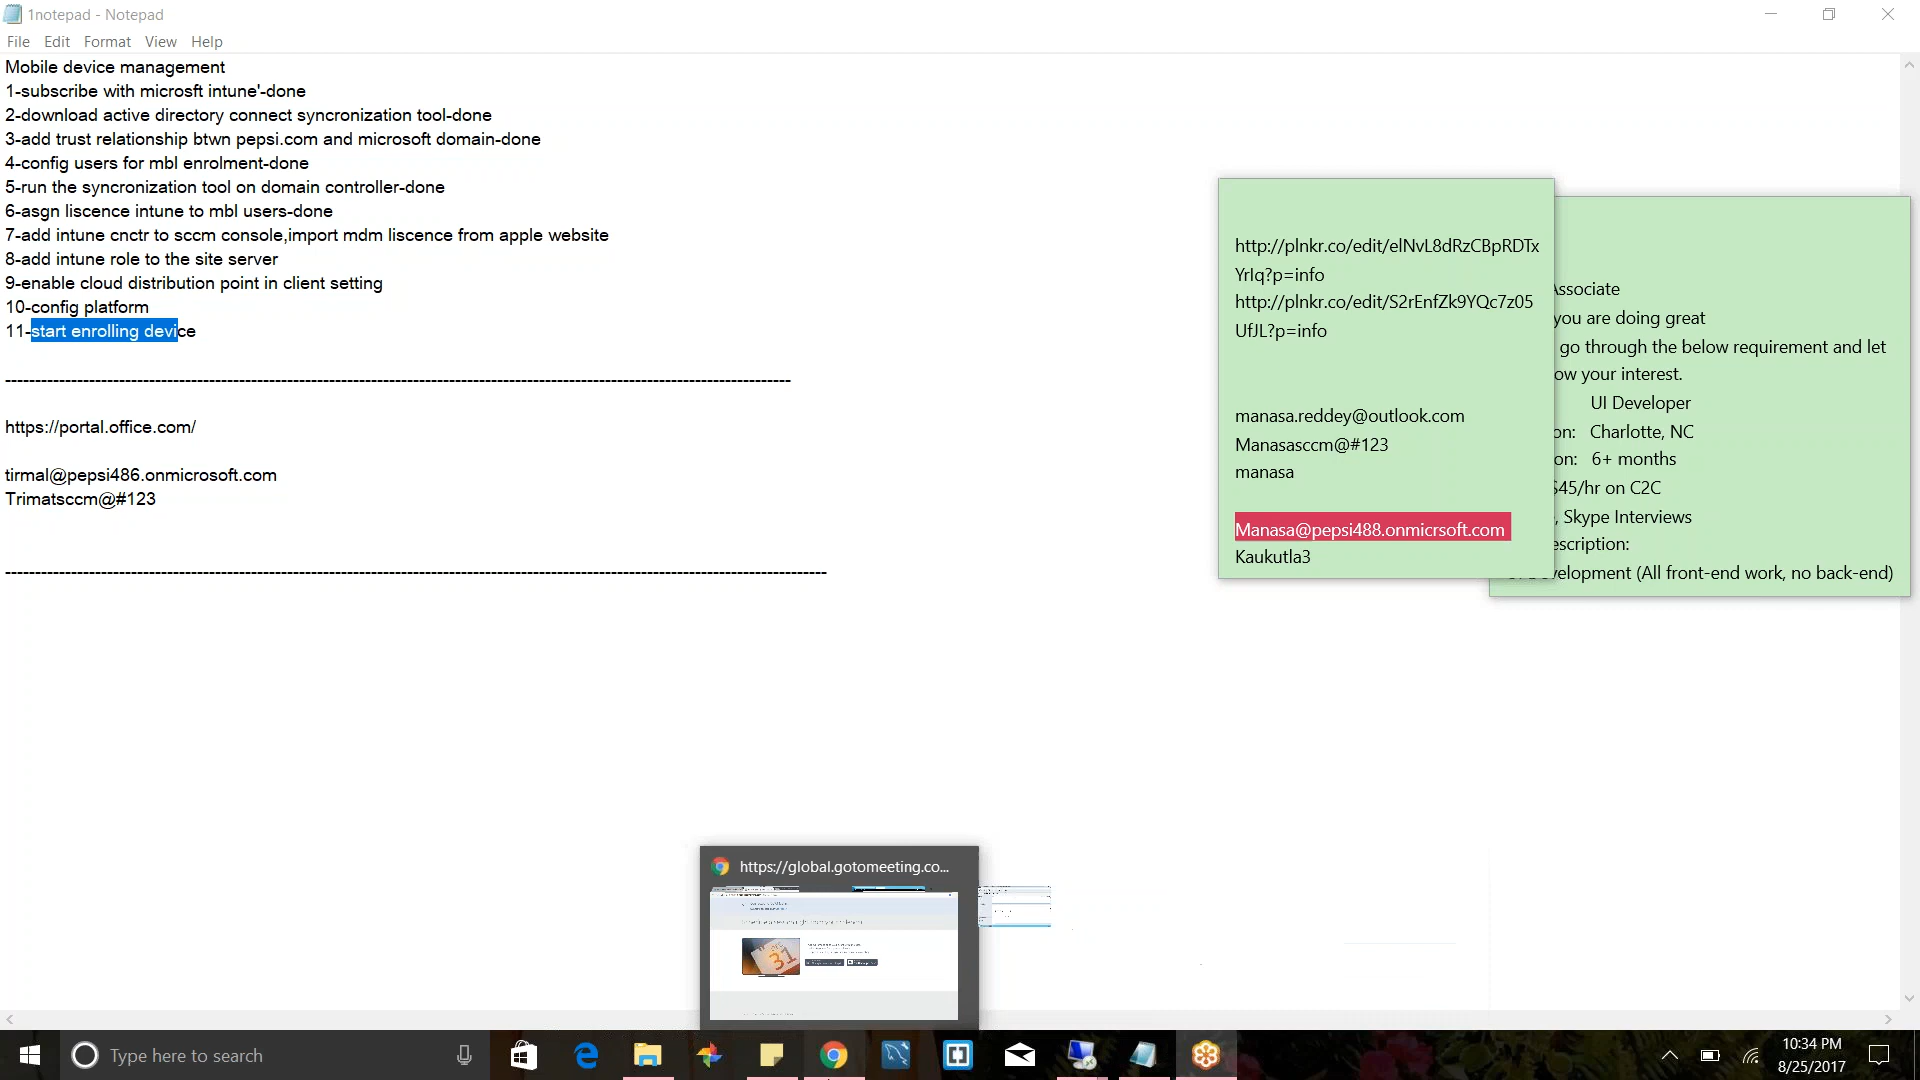 1notepad - Notepad
File Edit Format View Help
Mobile device management
1-subscribe with microsft intune'-done
2-download active directory connect syncronization tool-done
3-add trust relationship btwn pepsi.com and microsoft domain-done
4-config users for mbl enrolment-done
5-run the syncronization tool on domain controller-done
6-asgn liscence intune to mbl users-done
7-add intune cnctr to sccm console,import mdm liscence from apple website
8-add intune role to the site server
9-enable cloud distribution point in client setting
10-config platform
11-start enrolling device
https://portal.office.com/
tirmal@pepsi486.onmicrosoft.com
Trimatsccm@#123
http://plnkr.co/edit/elNvL8dRzCBpRDTx
YrIq?p=info
http://plnkr.co/edit/S2rEnfZk9YQc7z05
UfJL?p=info
manasa.reddey@outlook.com
Manasasccm@#123
manasa
Manasa@pepsi488.onmicrsoft.com
Kaukutla3
Associate
you are doing great
go through the below requirement and let
ow your interest.
UI Developer
on: Charlotte, NC
on: 6+ months
$45/hr on C2C
, Skype Interviews
escription:
velopment (All front-end work, no back-end)
https://global.gotomeeting.co...
31
Type here to search
10:34 PM
8/25/2017